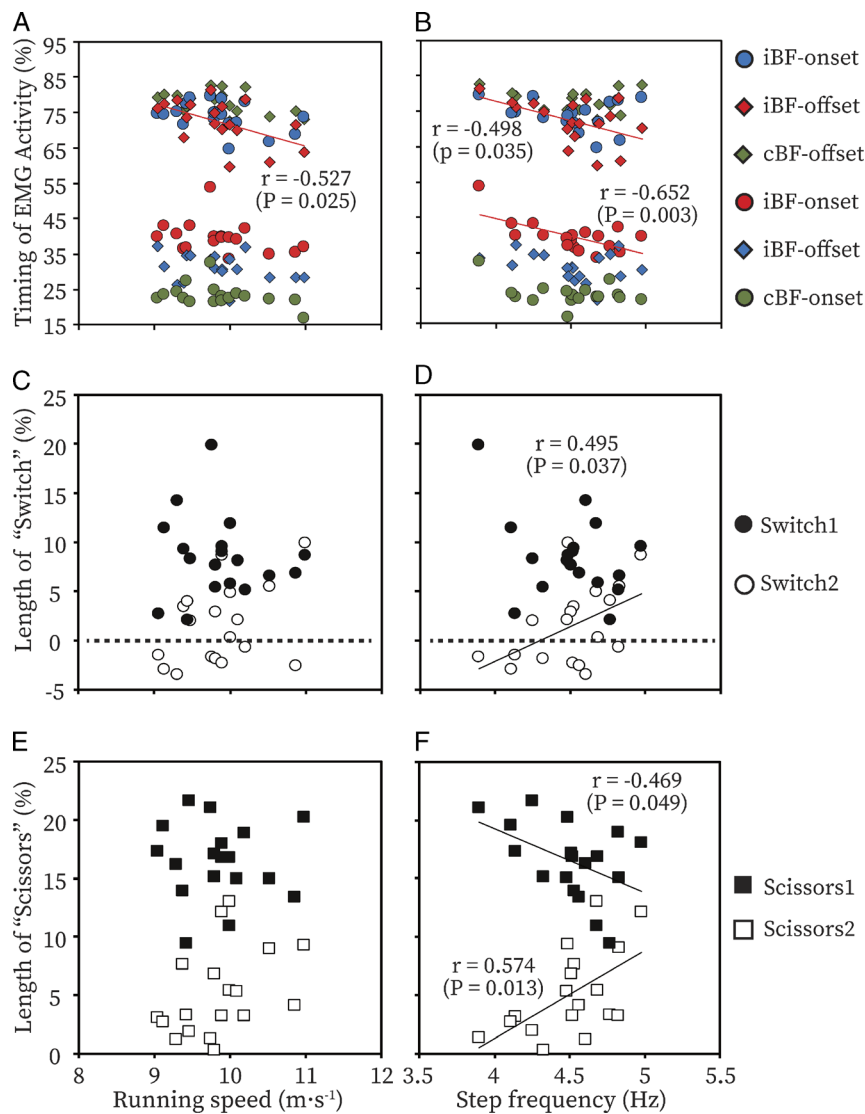 A
B
Timing of EMG Activity (%)
95
85
75
65
55
45
35
25
15
r = -0.527
(P = 0.025)
r = -0.498
(p = 0.035)
r = -0.652
(P = 0.003)
iBF-onset
iBF-offset
cBF-offset
iBF-onset
iBF-offset
cBF-onset
C
D
Length of “Switch” (%)
25
20
15
10
5
0
-5
r = 0.495
(P = 0.037)
Switch1
Switch2
E
F
Length of “Scissors” (%)
25
20
15
10
5
0
r = -0.469
(P = 0.049)
r = 0.574
(P = 0.013)
Scissors1
Scissors2
8 9 10 11 12
3.5 4 4.5 5 5.5
Running speed (m·s-1)
Step frequency (Hz)